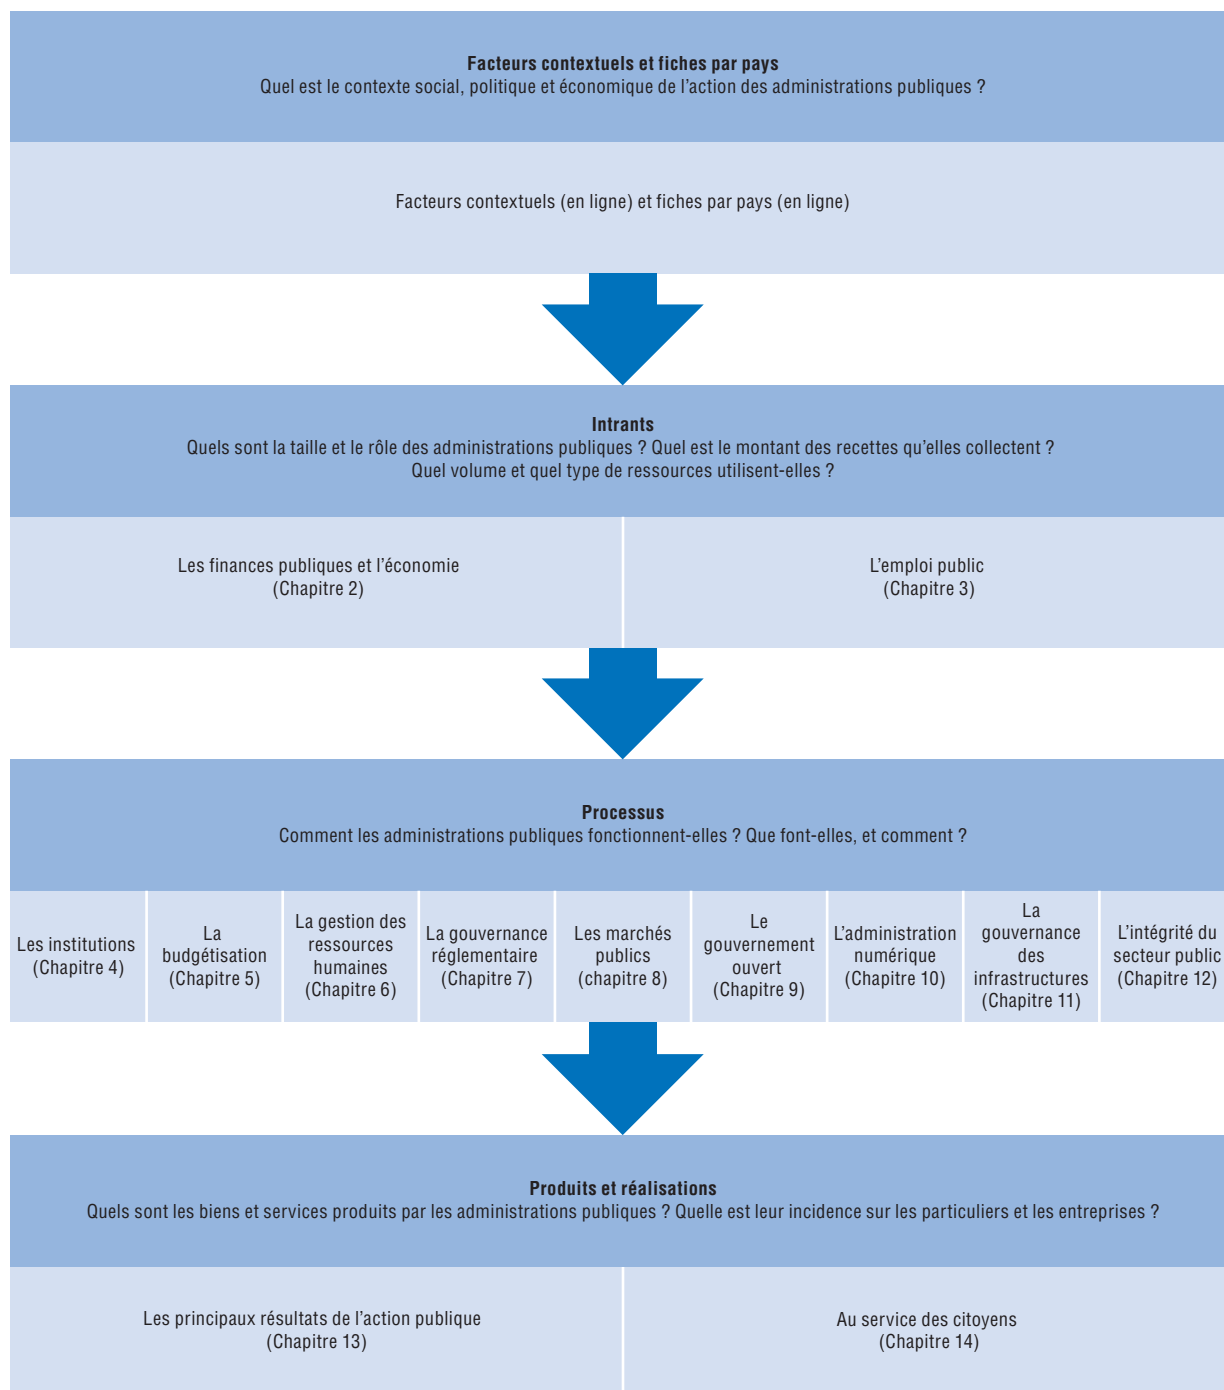 Facteurs contextuels et fiches par pays
Quel est le contexte social, politique et économique de l’action des administrations publiques ?
Facteurs contextuels (en ligne) et fiches par pays (en ligne)
Intrants
Quels sont la taille et le rôle des administrations publiques ? Quel est le montant des recettes qu’elles collectent ?
Quel volume et quel type de ressources utilisent-elles ?
Les finances publiques et l’économie
(Chapitre 2)
L’emploi public
(Chapitre 3)
Processus
Comment les administrations publiques fonctionnent-elles ? Que font-elles, et comment ?
Les institutions
(Chapitre 4)
La
budgétisation
(Chapitre 5)
La gestion des
ressources
humaines
(Chapitre 6)
La gouvernance
réglementaire
(Chapitre 7)
Les marchés
publics
(chapitre 8)
Le
gouvernement
ouvert
(Chapitre 9)
L’administration
numérique
(Chapitre 10)
La
gouvernance
des
infrastructures
(Chapitre 11)
L’intégrité du
secteur public
(Chapitre 12)
Produits et réalisations
Quels sont les biens et services produits par les administrations publiques ? Quelle est leur incidence sur les particuliers et les entreprises ?
Les principaux résultats de l’action publique
(Chapitre 13)
Au service des citoyens
(Chapitre 14)